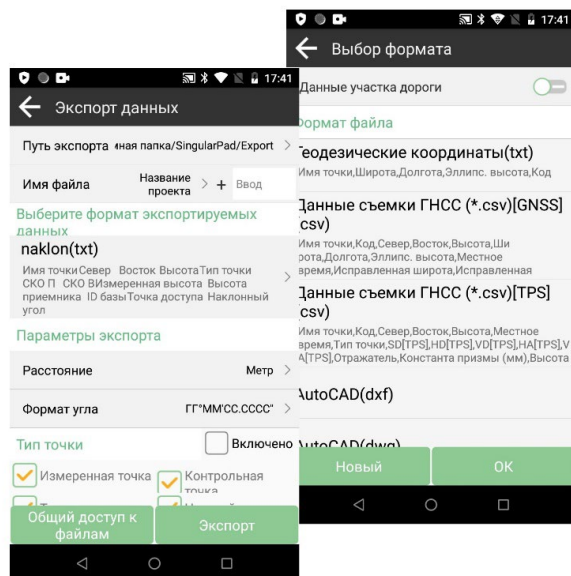 17:41
Экспорт данных
Путь экспорта мная папка/SingularPad/Export
Имя файла Название проекта + Ввод
Выберите формат экспортируемых
данных
naklon(txt)
Имя точки Север Восток Высота Тип точки
СКО П СКО В Измеренная высота Высота
приемника ID базы Точка доступа Наклонный
угол
Параметры экспорта
Расстояние Метр
Формат угла ГГ°ММ'СС.СССС"
Тип точки Включено
Измеренная точка Контрольная
точка
Общий доступ к
файлам
Экспорт
17:41
Выбор формата
Данные участка дороги
Формат файла
Геодезические координаты(txt)
Имя точки,Широта,Долгота,Эллипс. высота,Код
Данные съемки ГНСС (*.csv)[GNSS]
(csv)
Имя точки,Код,Север,Восток,Высота,Ши
рота,Долгота,Эллипс. высота,Местное
время,Исправленная широта,Исправленная
Данные съемки ГНСС (*.csv)[TPS]
(csv)
Имя точки,Код,Север,Восток,Высота,Местное
время,Тип точки,SD[TPS],HD[TPS],VD[TPS],HA[TPS],V
A[TPS],Отражатель,Константа призмы (мм),Высота
AutoCAD(dxf)
AutoCAD(dwg)
Новый
OK